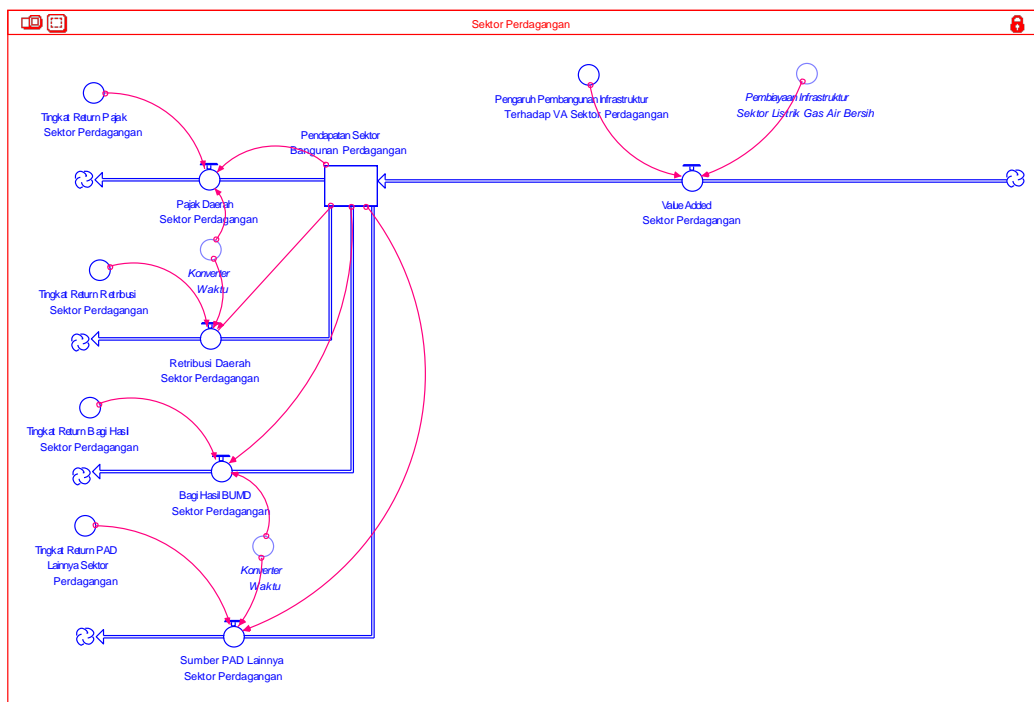 Sektor Perdagangan
Tingkat Return Pajak
Sektor Perdagangan
Pendapatan Sektor
Bangunan Perdagangan
Pengaruh Pembangunan Infrastruktur
Terhadap VA Sektor Perdagangan
Pembiayaan Infrastruktur
Sektor Listrik Gas Air Bersih
Pajak Daerah
Sektor Perdagangan
Value Added
Sektor Perdagangan
Konverter
Waktu
Tingkat Return Retribusi
Sektor Perdagangan
Retribusi Daerah
Sektor Perdagangan
Tingkat Return Bagi Hasil
Sektor Perdagangan
Bagi Hasil BUMD
Sektor Perdagangan
Tingkat Return PAD
Lainnya Sektor
Perdagangan
Konverter
Waktu
Sumber PAD Lainnya
Sektor Perdagangan